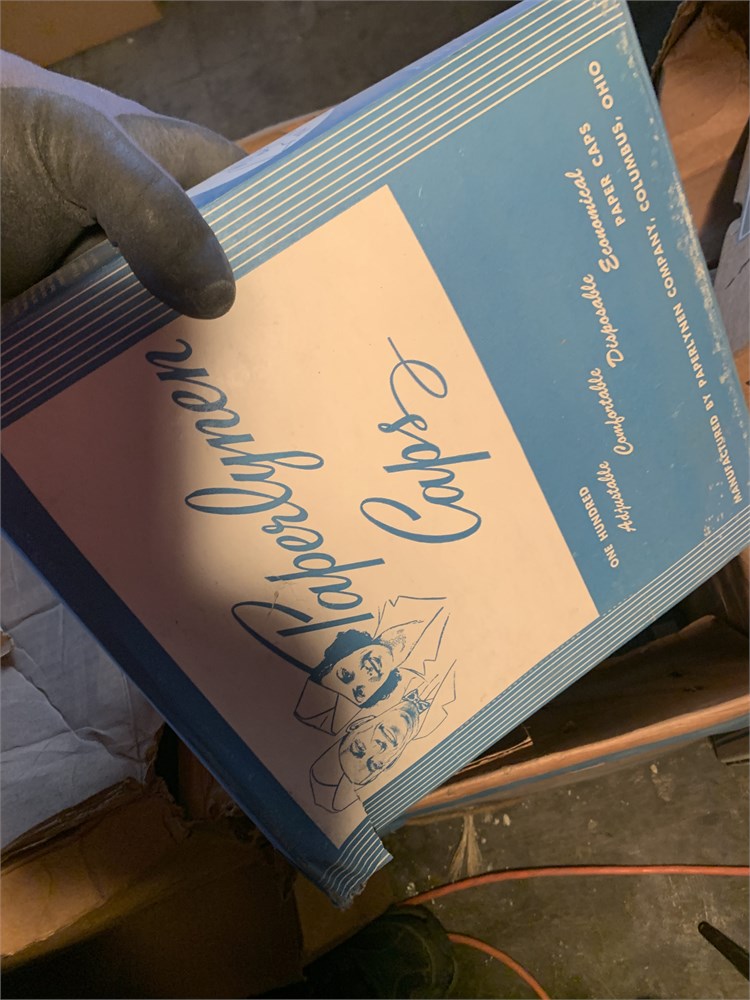 Paperlynen
Caps
ONE HUNDRED
Adjustable Comfortable Disposable Economical
PAPER CAPS
MANUFACTURED BY PAPERLYNEN COMPANY, COLUMBUS, OHIO